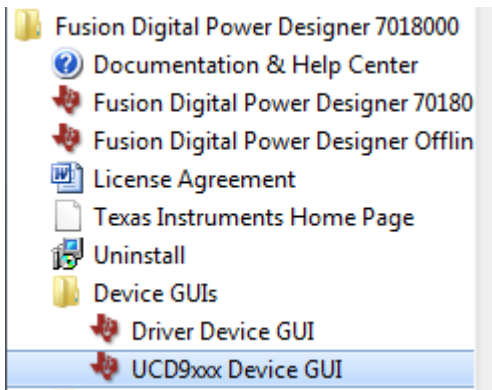 Fusion Digital Power Designer 7018000
Documentation & Help Center
Fusion Digital Power Designer 70180
Fusion Digital Power Designer Offlin
License Agreement
Texas Instruments Home Page
Uninstall
Device GUIs
Driver Device GUI
UCD9xxx Device GUI